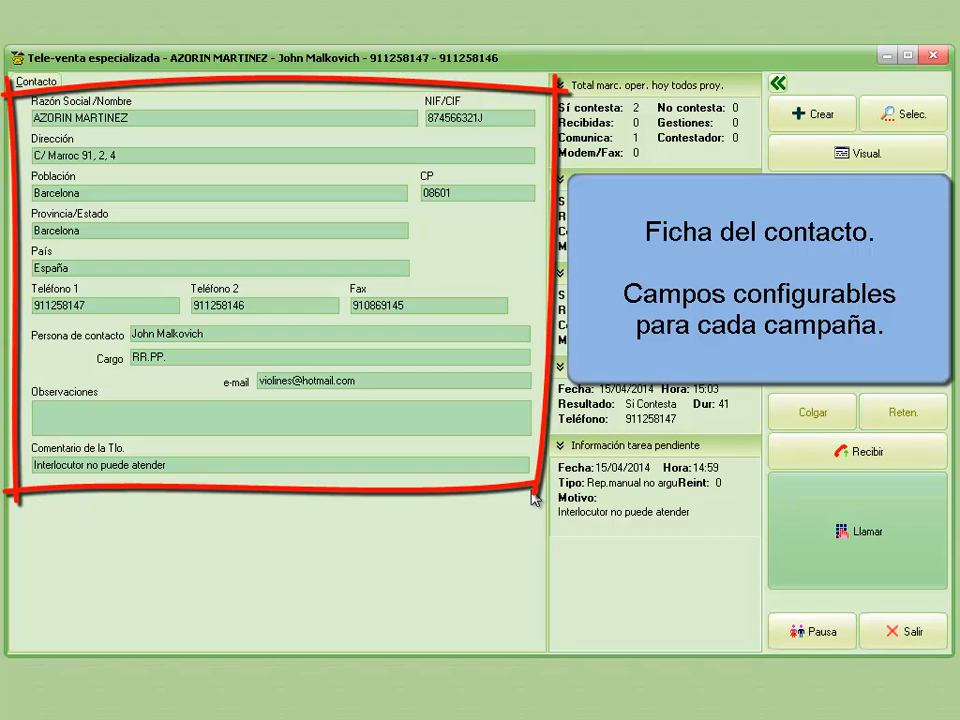 Tele-venta especializada - AZORIN MARTINEZ - John Malkovich - 911258147 - 911258146
Contacto
Razón Social /Nombre NIF/CIF
AZORIN MARTINEZ 874566321J
Dirección
C/ Marroc 91, 2, 4
Población CP
Barcelona 08601
Provincia/Estado
Barcelona
País
España
Teléfono 1 Teléfono 2 Fax
911258147 911258146 910869145
Persona de contacto John Malkovich
Cargo RR.PP.
e-mail violines@hotmail.com
Observaciones
Comentario de la Tlo.
Interlocutor no puede atender
Total marc. oper. hoy todos proy.
Sí contesta: 2 No contesta: 0
Recibidas: 0 Gestiones: 0
Comunica: 1 Contestador: 0
Modem/Fax: 0
Fecha: 15/04/2014 Hora: 15:03
Resultado: Si Contesta Dur: 41
Teléfono: 911258147
Información tarea pendiente
Fecha: 15/04/2014 Hora: 14:59
Tipo: Rep.manual no argu Reint: 0
Motivo:
Interlocutor no puede atender
Crear Selec.
Visual.
Ficha del contacto.
Campos configurables
para cada campaña.
Colgar Reten.
Recibir
Llamar
Pausa Salir